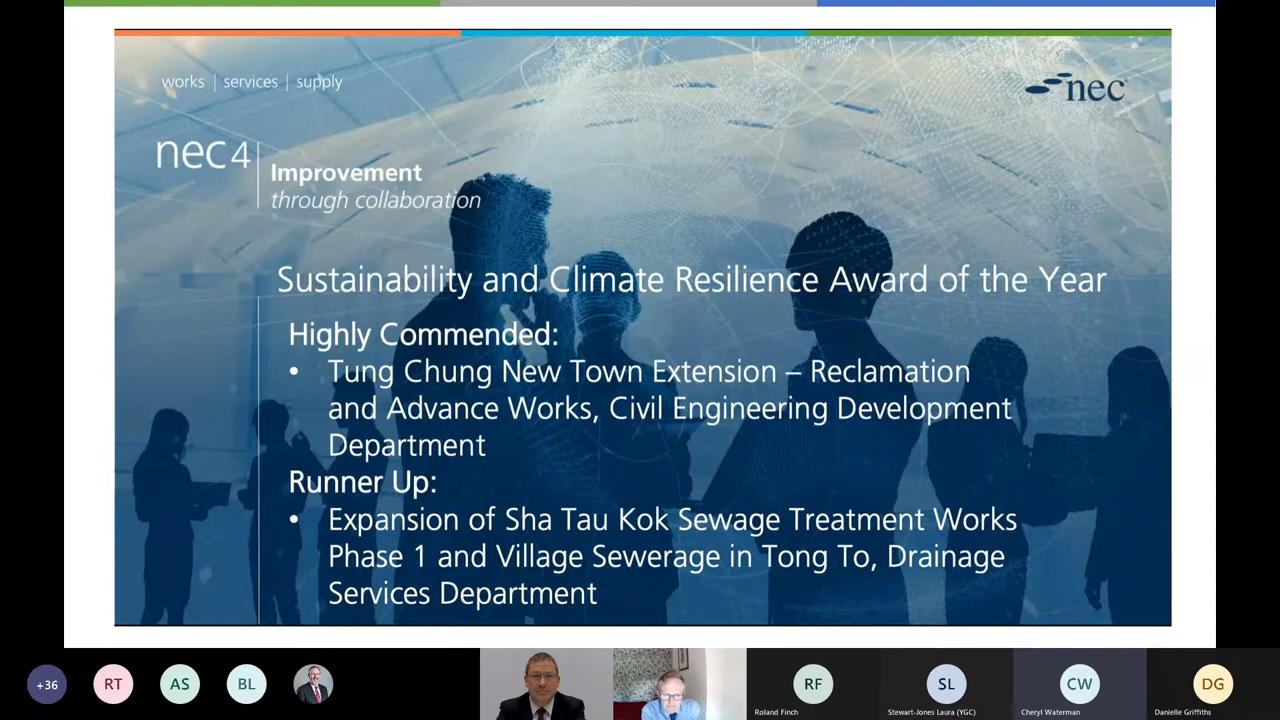 works | services | supply
nec
nec4
Improvement
through collaboration
Sustainability and Climate Resilience Award of the Year
Highly Commended:
• Tung Chung New Town Extension – Reclamation
and Advance Works, Civil Engineering Development
Department
Runner Up:
• Expansion of Sha Tau Kok Sewage Treatment Works
Phase 1 and Village Sewerage in Tong To, Drainage
Services Department
+36
RT
AS
BL
RF
SL
CW
DG
Roland Finch
Stewart-Jones Laura (YGC)
Cheryl Waterman
Danielle Griffiths